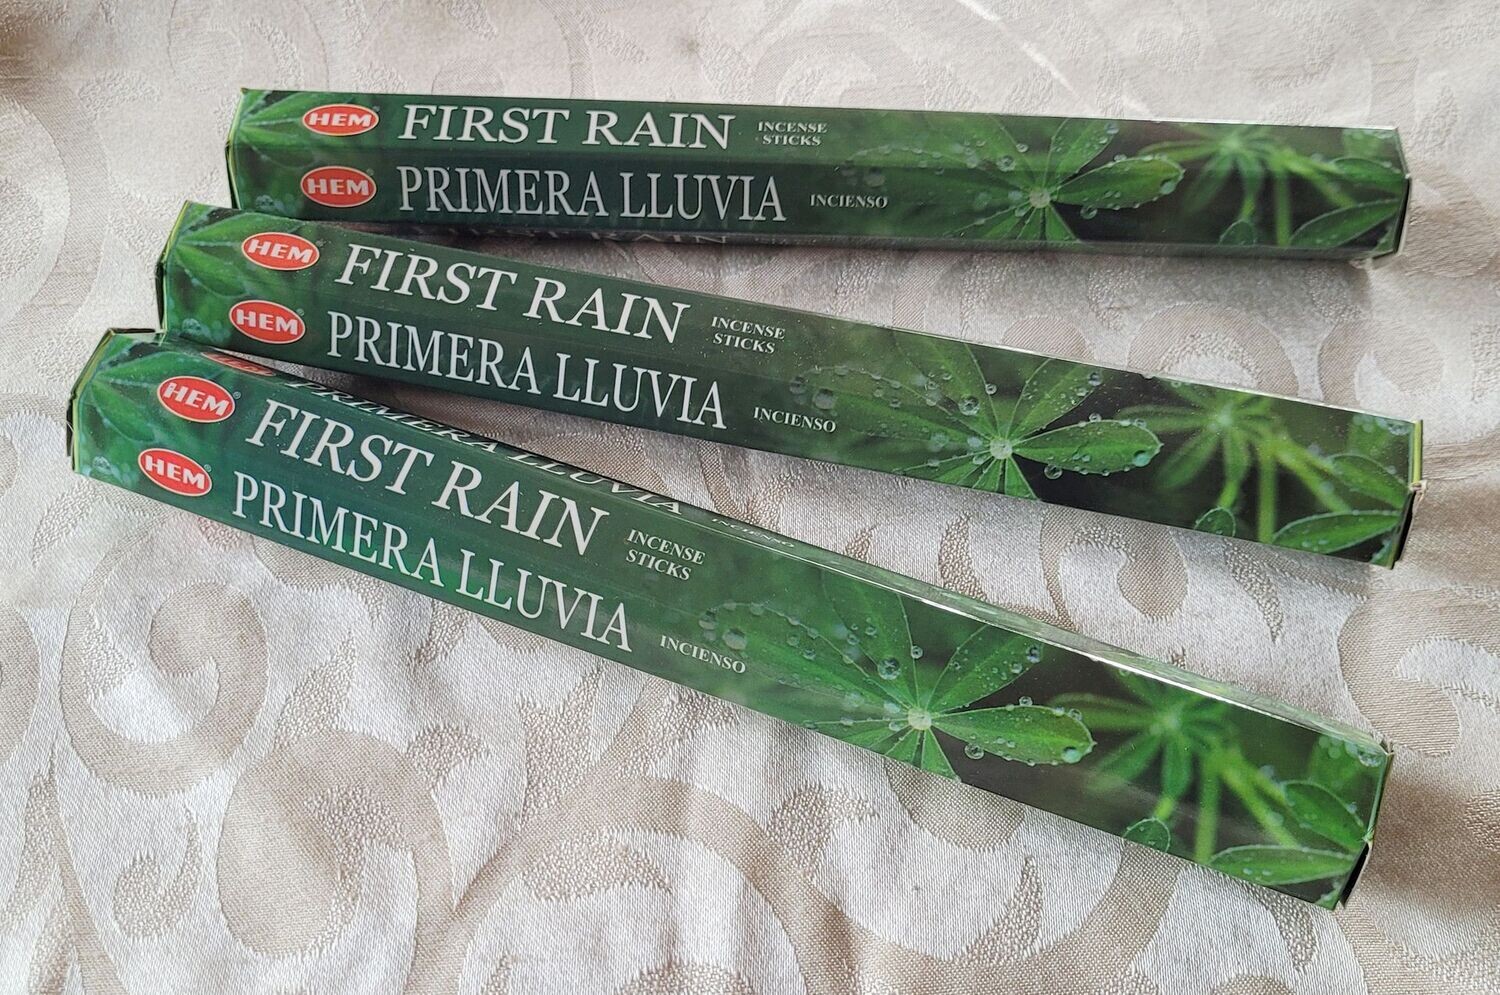 HEM FIRST RAIN INCENSE STICKS
HEM PRIMERA LLUVIA INCIENSO
HEM FIRST RAIN INCENSE STICKS
HEM PRIMERA LLUVIA INCIENSO
PRIMERA LLUVIA INCIENSO
HEM FIRST RAIN INCENSE STICKS
HEM PRIMERA LLUVIA INCIENSO